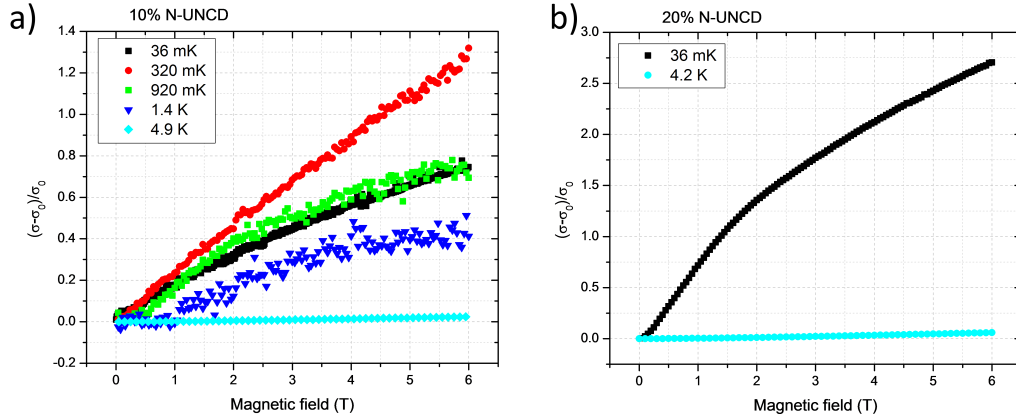 a)
10% N-UNCD
36 mK
320 mK
920 mK
1.4 K
4.9 K
1.4
1.2
1.0
0.8
0.6
0.4
0.2
0.0
-0.2
(σ-σ₀)/σ₀
0 1 2 3 4 5 6
Magnetic field (T)
b)
20% N-UNCD
36 mK
4.2 K
3.0
2.5
2.0
1.5
1.0
0.5
0.0
(σ-σ₀)/σ₀
0 1 2 3 4 5 6
Magnetic field (T)